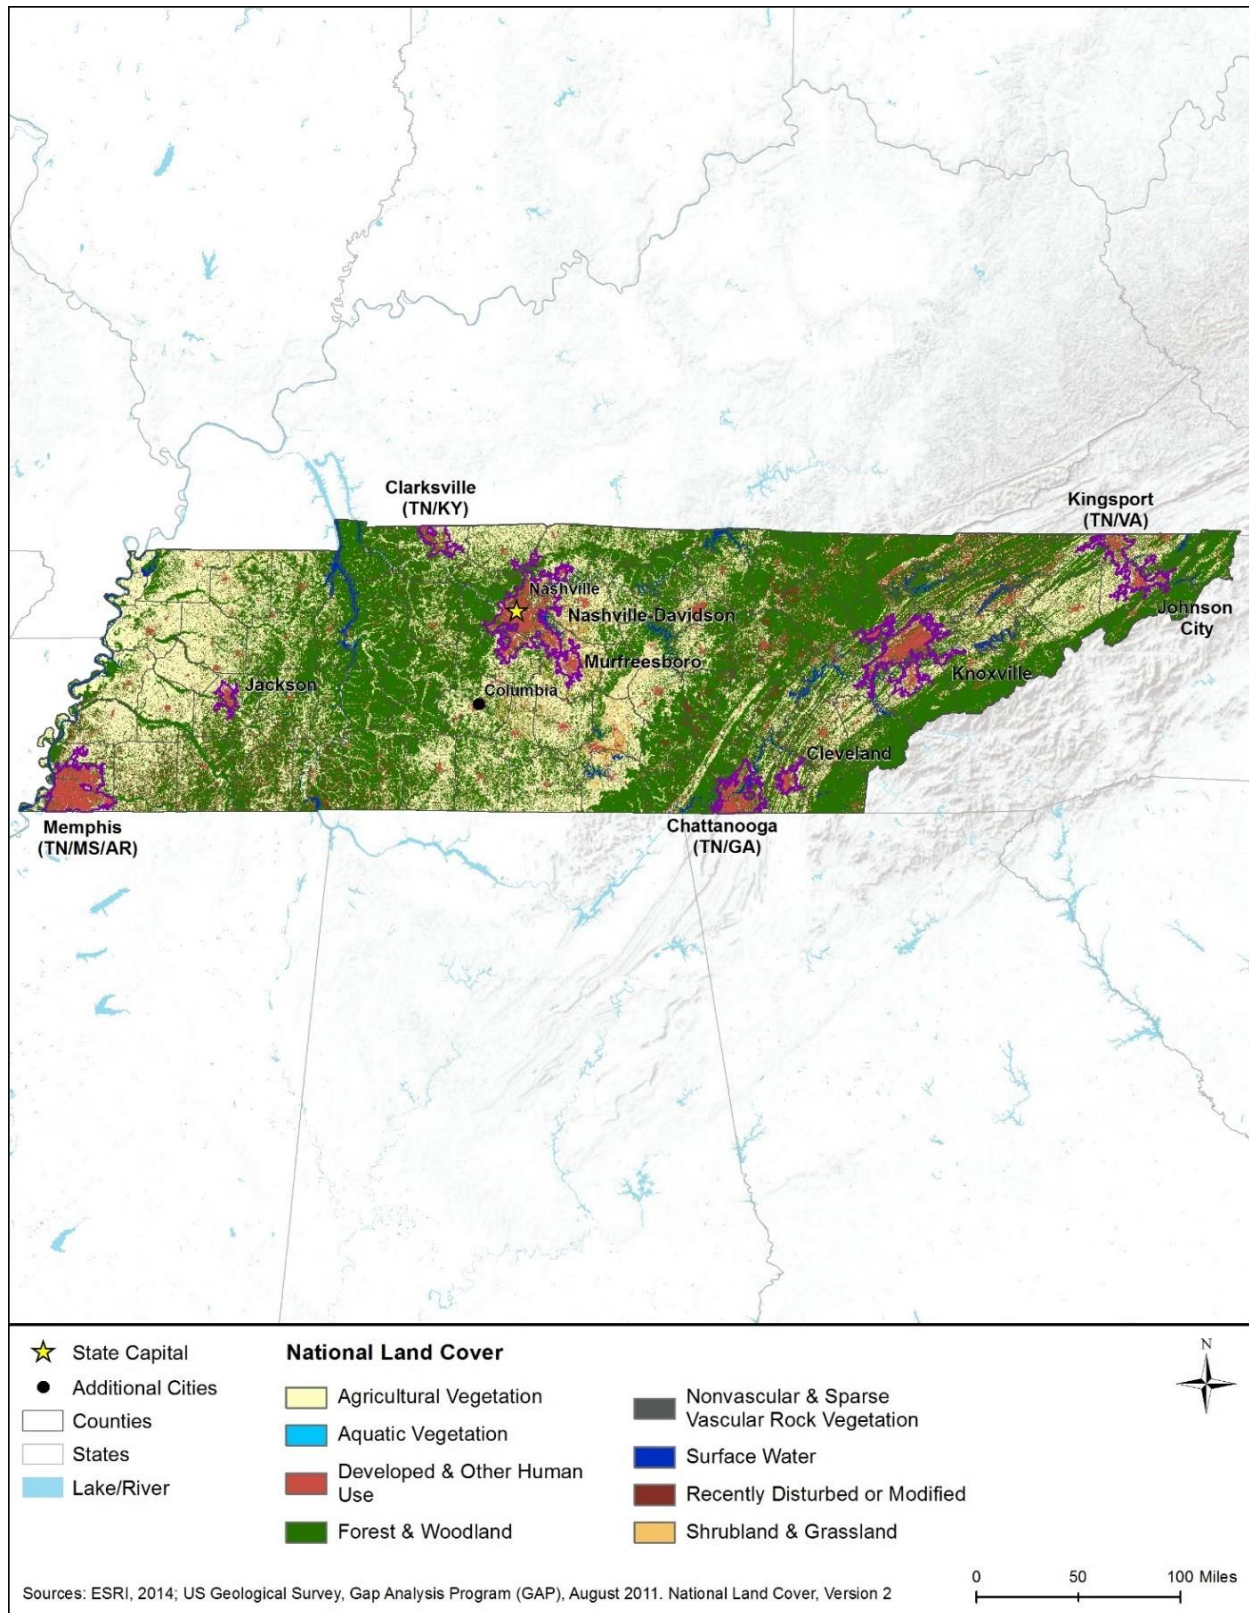 Clarksville
(TN/KY)
Kingsport
(TN/VA)
Nashville
Nashville-Davidson
Johnson
City
Murfreesboro
Jackson
Columbia
Knoxville
Cleveland
Memphis
(TN/MS/AR)
Chattanooga
(TN/GA)
State Capital
Additional Cities
Counties
States
Lake/River
National Land Cover
Agricultural Vegetation
Aquatic Vegetation
Developed & Other Human
Use
Forest & Woodland
Nonvascular & Sparse
Vascular Rock Vegetation
Surface Water
Recently Disturbed or Modified
Shrubland & Grassland
N
0 50 100 Miles
Sources: ESRI, 2014; US Geological Survey, Gap Analysis Program (GAP), August 2011. National Land Cover, Version 2